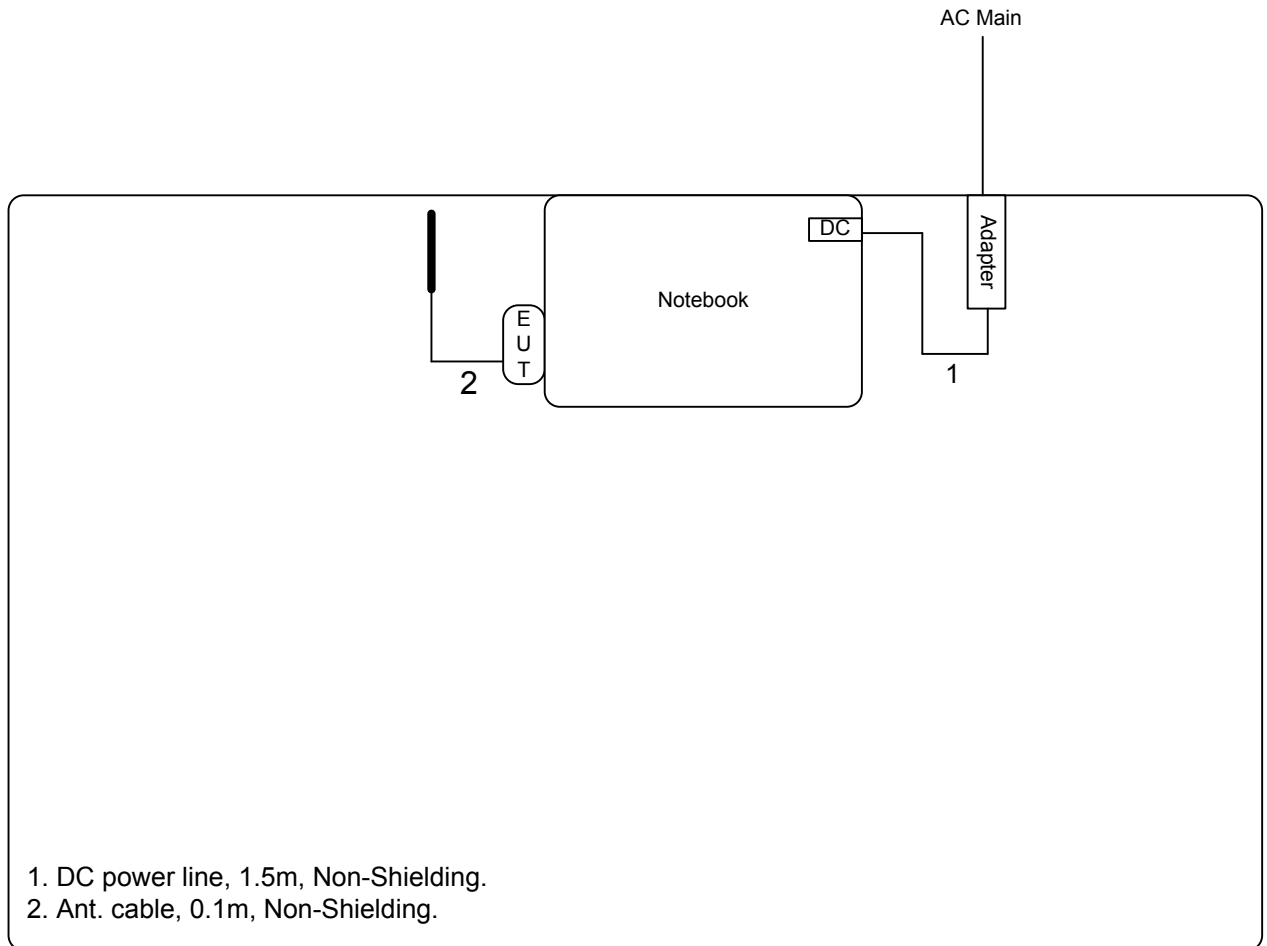 AC Main
DC
Adapter
Notebook
E
U
T
2
1
1. DC power line, 1.5m, Non-Shielding.
2. Ant. cable, 0.1m, Non-Shielding.